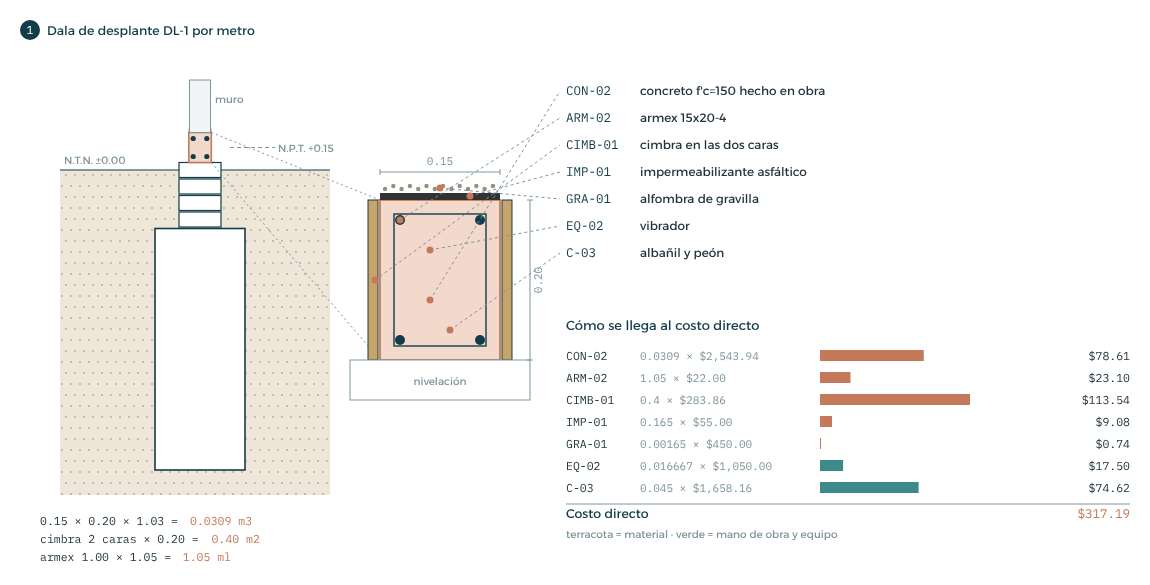 1 Dala de desplante DL-1 por metro
muro
N.P.T. +0.15
N.T.N. ±0.00
0.15
0.20
nivelación
CON-02 concreto f'c=150 hecho en obra
ARM-02 armex 15x20-4
CIMB-01 cimbra en las dos caras
IMP-01 impermeabilizante asfáltico
GRA-01 alfombra de gravilla
EQ-02 vibrador
C-03 albañil y peón
Cómo se llega al costo directo
CON-02 0.0309 × $2,543.94 $78.61
ARM-02 1.05 × $22.00 $23.10
CIMB-01 0.4 × $283.86 $113.54
IMP-01 0.165 × $55.00 $9.08
GRA-01 0.00165 × $450.00 $0.74
EQ-02 0.016667 × $1,050.00 $17.50
C-03 0.045 × $1,658.16 $74.62
Costo directo $317.19
terracota = material · verde = mano de obra y equipo
0.15 × 0.20 × 1.03 = 0.0309 m3
cimbra 2 caras × 0.20 = 0.40 m2
armex 1.00 × 1.05 = 1.05 ml